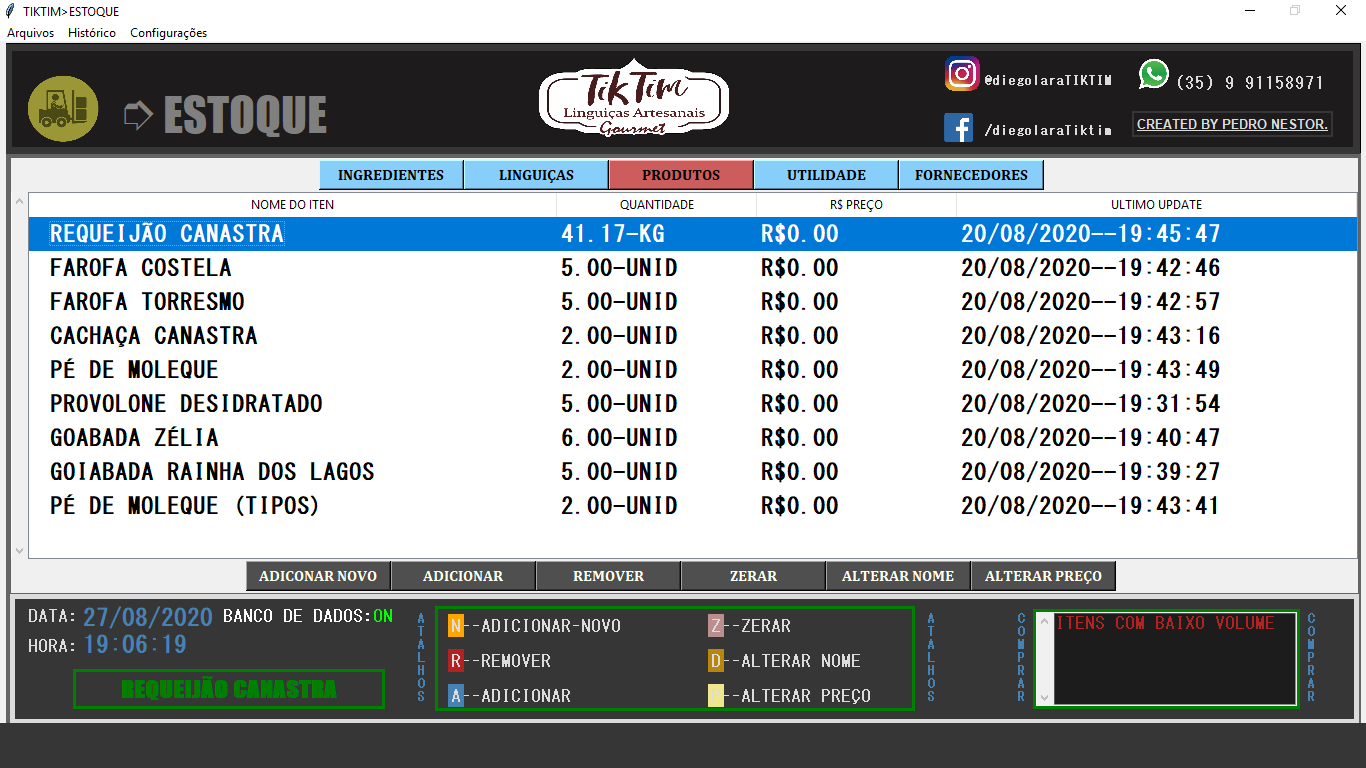 TIKTIM>ESTOQUE
Arquivos Histórico Configurações
ESTOQUE
TikTim
Linguiças Artesanais
Gourmet
@diegolaraTIKTIM
(35) 9 91158971
/diegolaraTiktim
CREATED BY PEDRO NESTOR.
INGREDIENTES LINGUIÇAS PRODUTOS UTILIDADE FORNECEDORES
NOME DO ITEN QUANTIDADE R$ PREÇO ULTIMO UPDATE
REQUEIJÃO CANASTRA 41.17-KG R$0.00 20/08/2020--19:45:47
FAROFA COSTELA 5.00-UNID R$0.00 20/08/2020--19:42:46
FAROFA TORRESMO 5.00-UNID R$0.00 20/08/2020--19:42:57
CACHAÇA CANASTRA 2.00-UNID R$0.00 20/08/2020--19:43:16
PÉ DE MOLEQUE 2.00-UNID R$0.00 20/08/2020--19:43:49
PROVOLONE DESIDRATADO 5.00-UNID R$0.00 20/08/2020--19:31:54
GOABADA ZÉLIA 6.00-UNID R$0.00 20/08/2020--19:40:47
GOIABADA RAINHA DOS LAGOS 5.00-UNID R$0.00 20/08/2020--19:39:27
PÉ DE MOLEQUE (TIPOS) 2.00-UNID R$0.00 20/08/2020--19:43:41
ADICONAR NOVO ADICIONAR REMOVER ZERAR ALTERAR NOME ALTERAR PREÇO
DATA: 27/08/2020 BANCO DE DADOS:ON
HORA: 19:06:19
REQUEIJÃO CANASTRA
ATALHOS
N--ADICIONAR-NOVO Z--ZERAR
R--REMOVER D--ALTERAR NOME
A--ADICIONAR --ALTERAR PREÇO
ATALHOS
COMPRAR
ITENS COM BAIXO VOLUME
COMPRAR